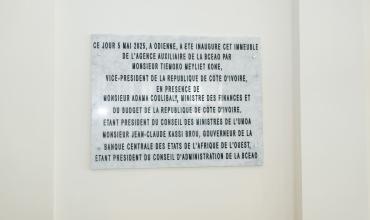 CE JOUR 5 MAI 2025, A ODIENNE, A ETE INAUGURE CET IMMEUBLE
DE L'AGENCE AUXILIAIRE DE LA BCEAO PAR
MONSIEUR TIEMOKO MEYLIET KONE,
VICE-PRESIDENT DE LA REPUBLIQUE DE CÔTE D'IVOIRE,
EN PRESENCE DE
MONSIEUR ADAMA COULIBALY, MINISTRE DES FINANCES ET
DU BUDGET DE LA REPUBLIQUE DE CÔTE D'IVOIRE,
ETANT PRESIDENT DU CONSEIL DES MINISTRES DE L'UMOA
MONSIEUR JEAN-CLAUDE KASSI BROU, GOUVERNEUR DE LA
BANQUE CENTRALE DES ETATS DE L'AFRIQUE DE L'OUEST,
ETANT PRESIDENT DU CONSEIL D'ADMINISTRATION DE LA BCEAO